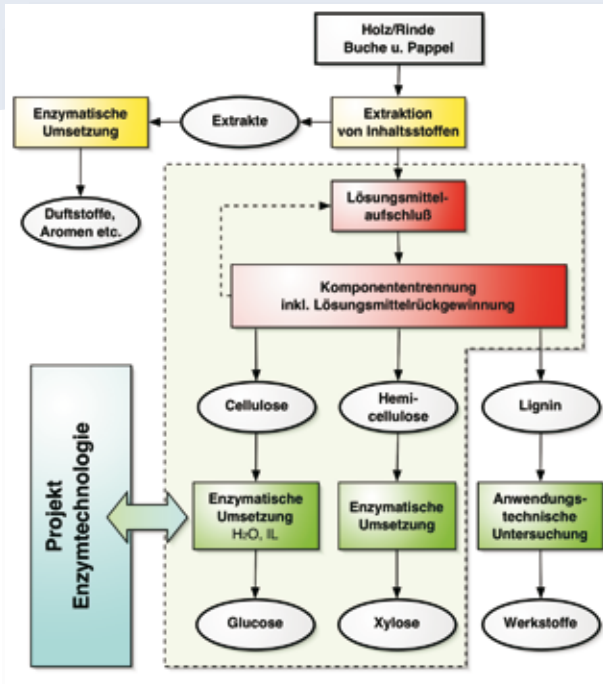 Holz/Rinde
Buche u. Pappel
Enzymatische
Umsetzung
Extrakte
Extraktion
von Inhaltsstoffen
Duftstoffe,
Aromen etc.
Lösungsmittel-
aufschluß
Komponententrennung
inkl. Lösungsmittelrückgewinnung
Cellulose
Hemi-
cellulose
Lignin
Projekt
Enzymtechnologie
Enzymatische
Umsetzung
H₂O, IL
Enzymatische
Umsetzung
Anwendungs-
technische
Untersuchung
Glucose
Xylose
Werkstoffe